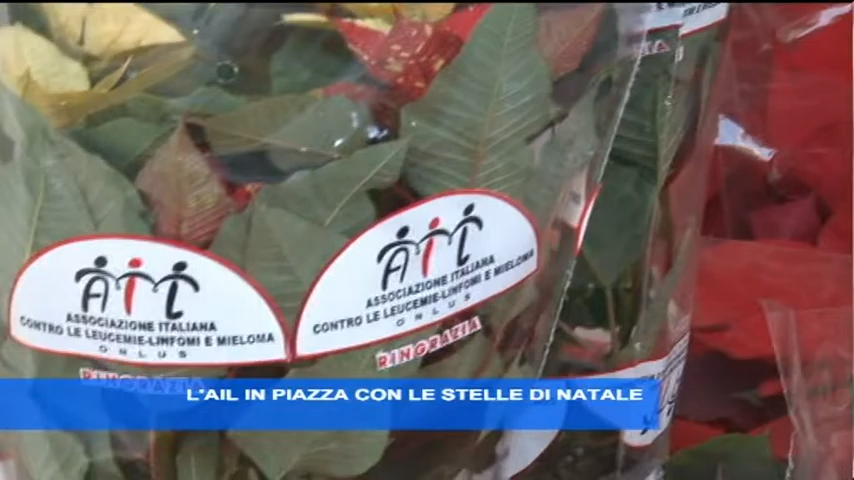 AIL
ASSOCIAZIONE ITALIANA
CONTRO LE LEUCEMIE-LINFOMI E MIELOMA
ONLUS
RINGRAZIA
AIL
ASSOCIAZIONE ITALIANA
CONTRO LE LEUCEMIE-LINFOMI E MIELOMA
ONLUS
RINGRAZIA
L'AIL IN PIAZZA CON LE STELLE DI NATALE